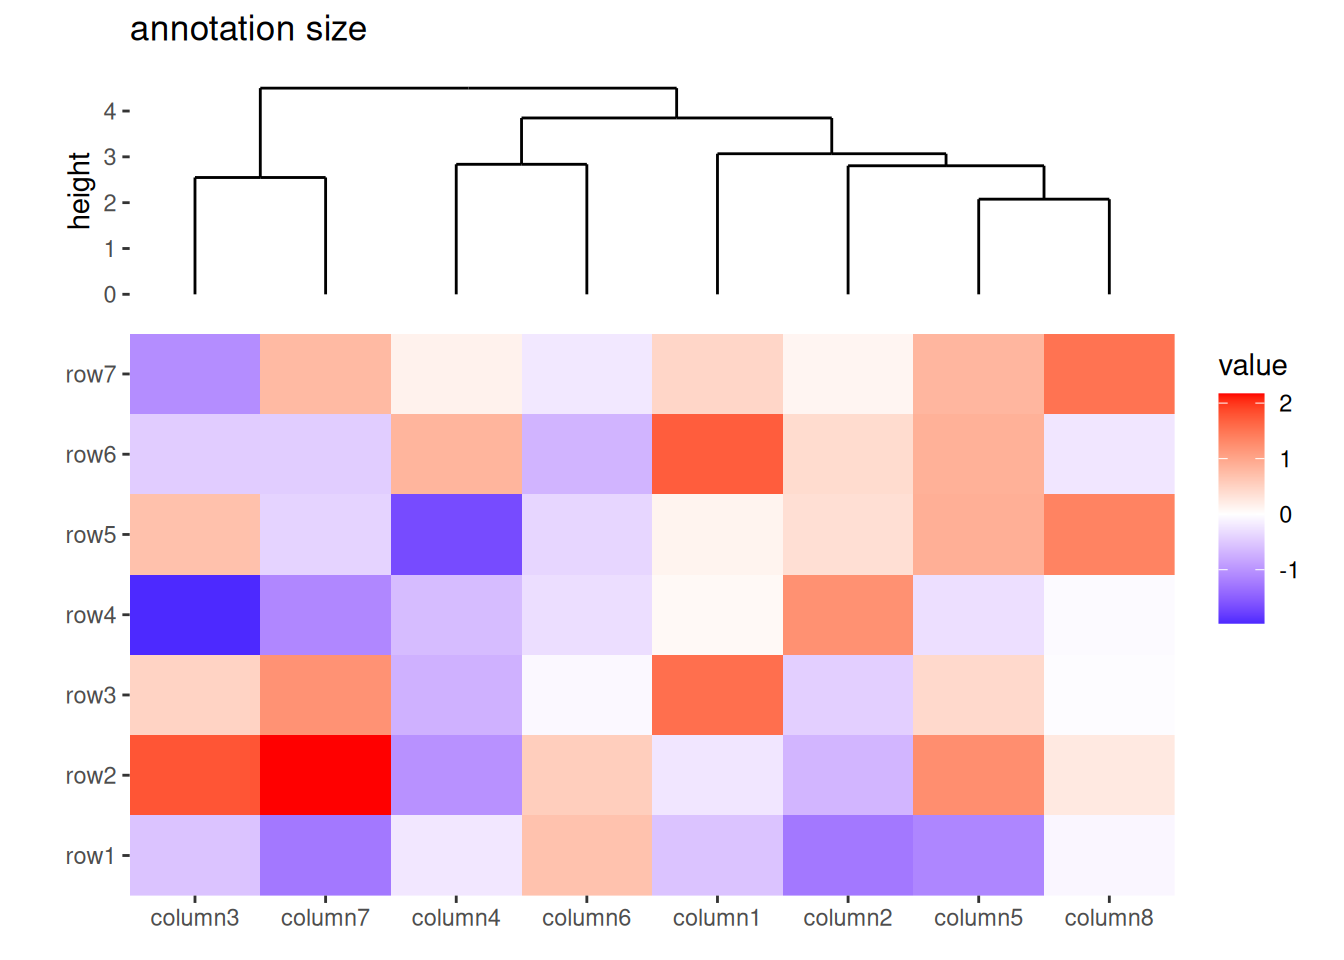 annotation size
height
4
3
2
1
0
row7
row6
row5
row4
row3
row2
row1
column3 column7 column4 column6 column1 column2 column5 column8
value
2
1
0
-1